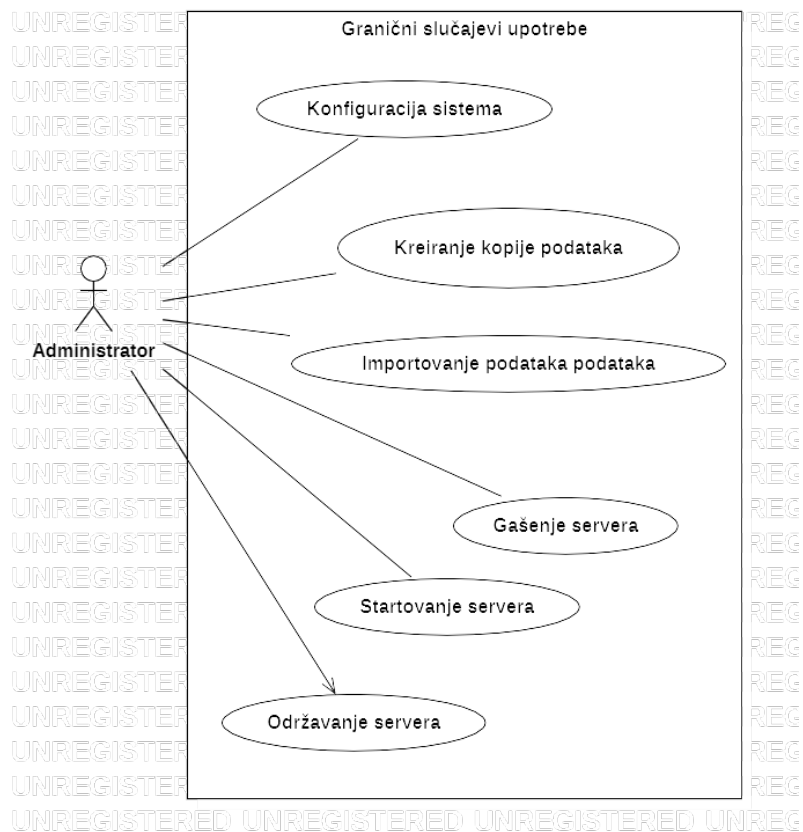 Granični slučajevi upotrebe
Konfiguracija sistema
Kreiranje kopije podataka
Administrator
Importovanje podataka podataka
Gašenje servera
Startovanje servera
Održavanje servera
UNREGISTERED UNREGISTERED UNREGISTERED UNREG